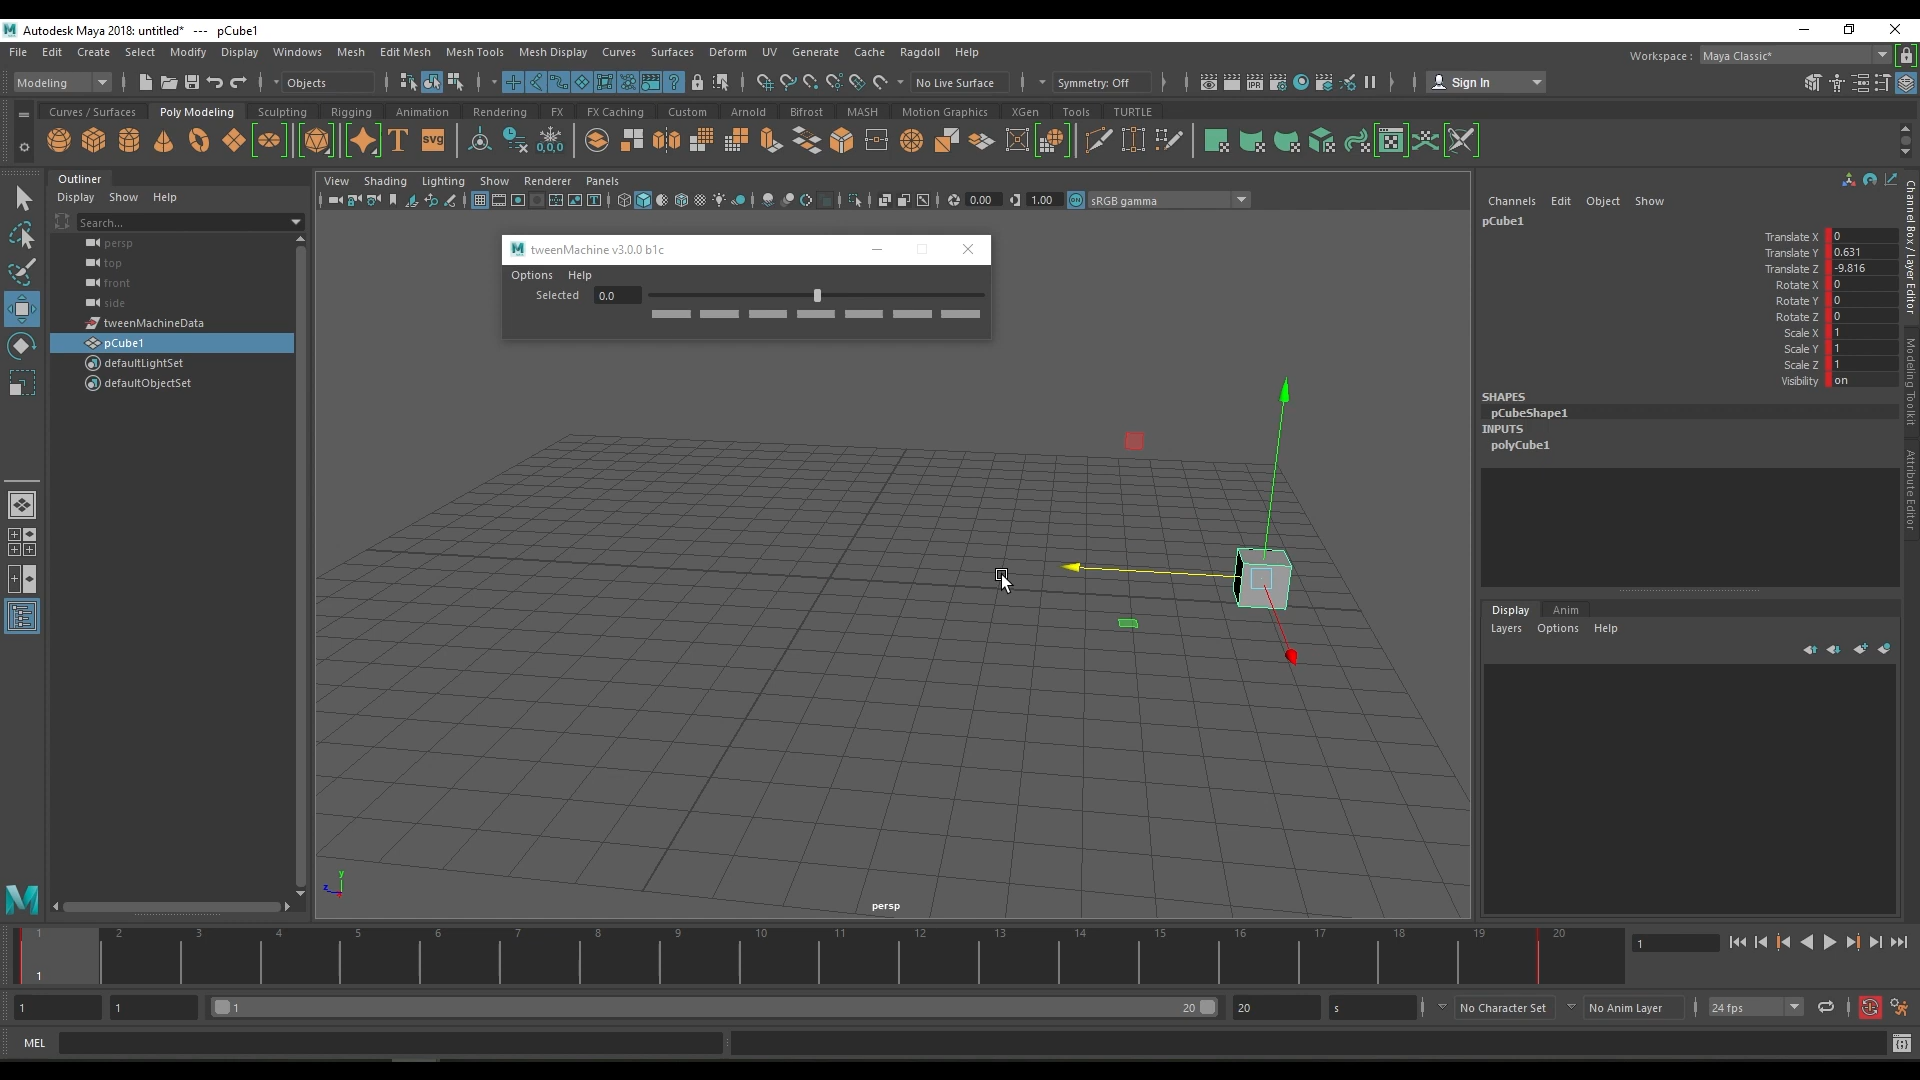 Autodesk Maya 2018: untitled* --- pCube1
File Edit Create Select Modify Display Windows Mesh Edit Mesh Mesh Tools Mesh Display Curves Surfaces Deform UV Generate Cache Ragdoll Help
Workspace: Maya Classic*
Modeling Objects No Live Surface Symmetry: Off Sign In
Curves / Surfaces Poly Modeling Sculpting Rigging Animation Rendering FX FX Caching Custom Arnold Bifrost MASH Motion Graphics XGen Tools TURTLE
Outliner
Display Show Help
Search...
persp
top
front
side
tweenMachineData
pCube1
defaultLightSet
defaultObjectSet
View Shading Lighting Show Renderer Panels
0.00 1.00 sRGB gamma
tweenMachine v3.0.0 b1c
Options Help
Selected 0.0
persp
Channels Edit Object Show
pCube1
Translate X 0
Translate Y 0.631
Translate Z -9.816
Rotate X 0
Rotate Y 0
Rotate Z 0
Scale X 1
Scale Y 1
Scale Z 1
Visibility on
SHAPES
pCubeShape1
INPUTS
polyCube1
Display Anim
Layers Options Help
Channel Box / Layer Editor
Modeling Toolkit
Attribute Editor
1 2 3 4 5 6 7 8 9 10 11 12 13 14 15 16 17 18 19 20
1
1
1 1 1 20 20 s No Character Set No Anim Layer 24 fps
MEL